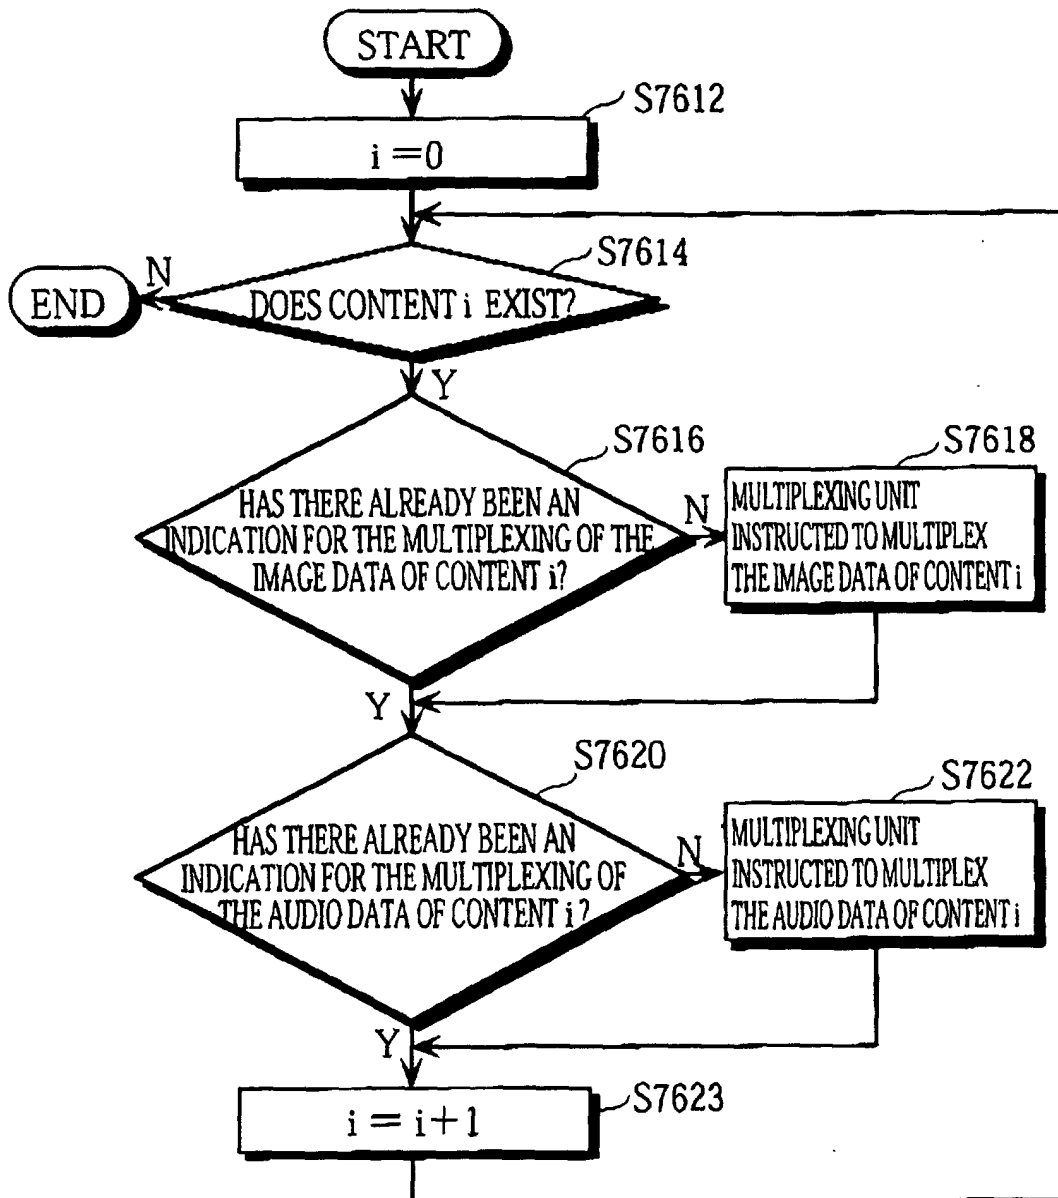 START
S7612
i =0
S7614
N
END
DOES CONTENT i EXIST?
Y
S7616
S7618
HAS THERE ALREADY BEEN AN
INDICATION FOR THE MULTIPLEXING OF THE
IMAGE DATA OF CONTENT i?
N
MULTIPLEXING UNIT
INSTRUCTED TO MULTIPLEX
THE IMAGE DATA OF CONTENT i
Y
S7620
S7622
HAS THERE ALREADY BEEN AN
INDICATION FOR THE MULTIPLEXING OF
THE AUDIO DATA OF CONTENT i ?
N
MULTIPLEXING UNIT
INSTRUCTED TO MULTIPLEX
THE AUDIO DATA OF CONTENT i
Y
S7623
i = i+1